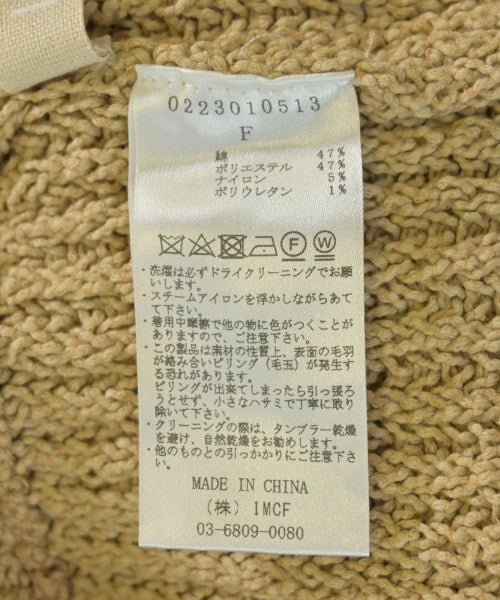 0223010513
F
綿 47%
ポリエステル 47%
ナイロン 5%
ポリウレタン 1%
F W
・洗濯は必ずドライクリーニングでお願
いします。
・スチームアイロンを浮かしながらあて
て下さい。
・着用中摩擦で他の物に色がつくことが
ありますので、ご注意下さい。
・この製品は素材の性質上、表面の毛羽
が絡み合いピリング(毛玉)が発生す
る恐れがあります。
ピリングが出来てしまったら引っ張ろ
うとせず、小さなハサミで丁寧に取り
除いて下さい。
・クリーニングの際は、タンブラー乾燥
を避け、自然乾燥をお勧めします。
・他のものとの引っかかりにご注意下さ
い。
MADE IN CHINA
(株) IMCF
03-6809-0080